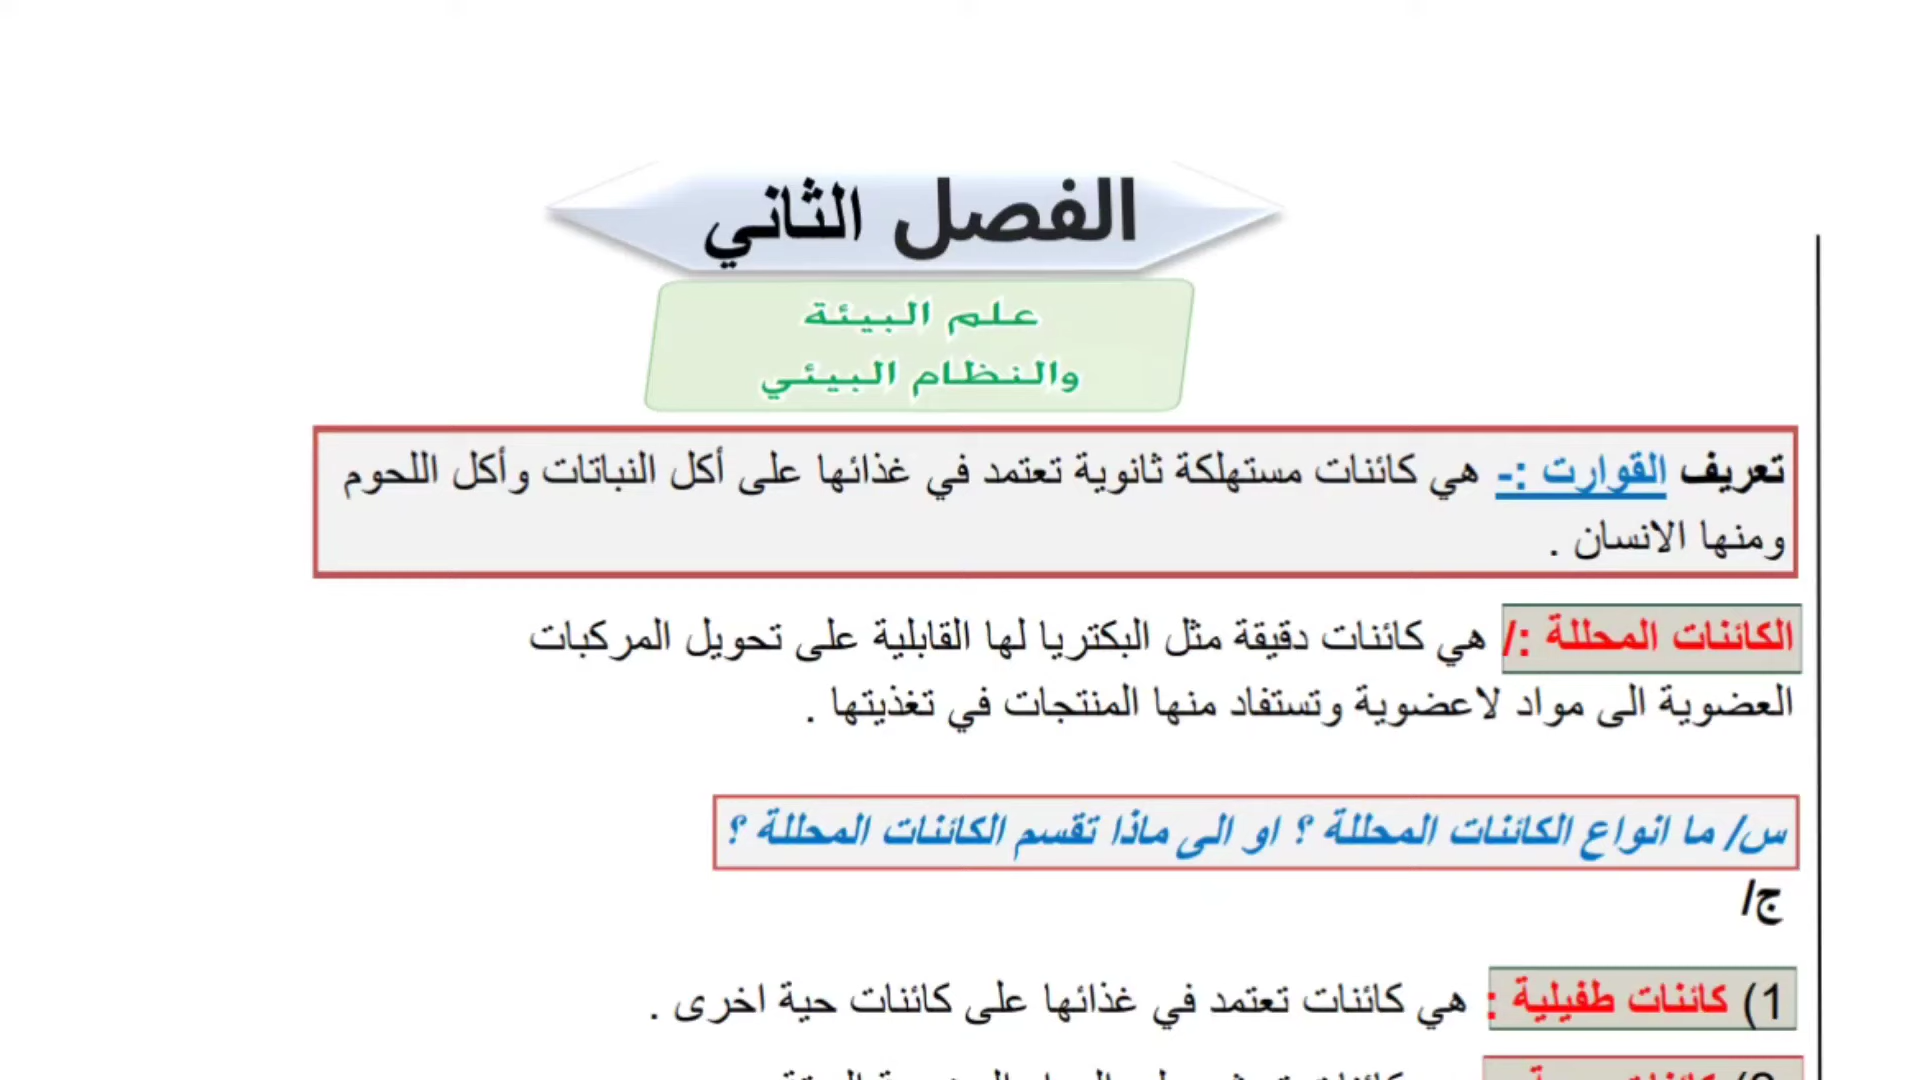 الفصل الثاني
علم البيئة
والنظام البيئي
تعريف القوارت :- هي كائنات مستهلكة ثانوية تعتمد في غذائها على أكل النباتات وأكل اللحوم
ومنها الانسان .
الكائنات المحللة :/ هي كائنات دقيقة مثل البكتريا لها القابلية على تحويل المركبات
العضوية الى مواد لاعضوية وتستفاد منها المنتجات في تغذيتها .
س/ ما انواع الكائنات المحللة ؟ او الى ماذا تقسم الكائنات المحللة ؟
ج/
1) كائنات طفيلية : هي كائنات تعتمد في غذائها على كائنات حية اخرى .